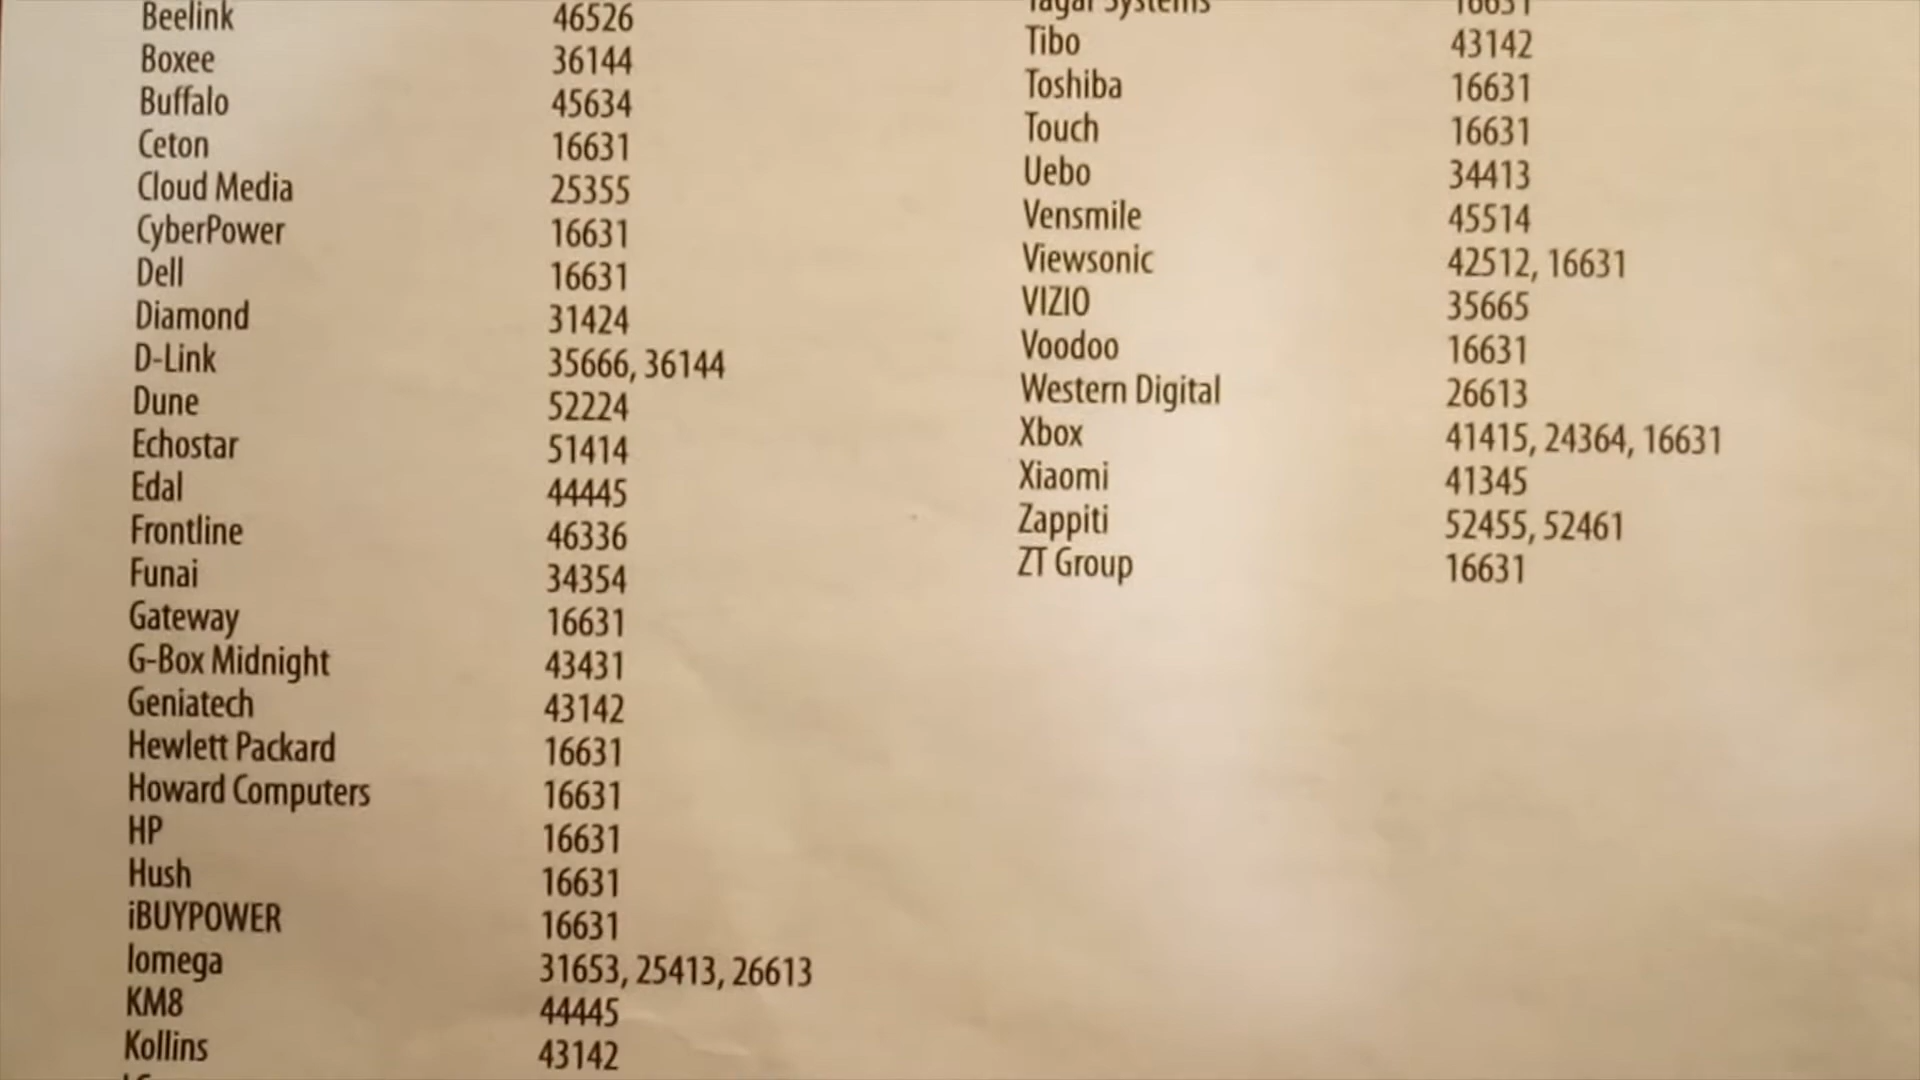 Beelink 46526
Boxee 36144
Buffalo 45634
Ceton 16631
Cloud Media 25355
CyberPower 16631
Dell 16631
Diamond 31424
D-Link 35666, 36144
Dune 52224
Echostar 51414
Edal 44445
Frontline 46336
Funai 34354
Gateway 16631
G-Box Midnight 43431
Geniatech 43142
Hewlett Packard 16631
Howard Computers 16631
HP 16631
Hush 16631
iBUYPOWER 16631
Iomega 31653, 25413, 26613
KM8 44445
Kollins 43142
Systems 16631
Tibo 43142
Toshiba 16631
Touch 16631
Uebo 34413
Vensmile 45514
Viewsonic 42512, 16631
VIZIO 35665
Voodoo 16631
Western Digital 26613
Xbox 41415, 24364, 16631
Xiaomi 41345
Zappiti 52455, 52461
ZT Group 16631